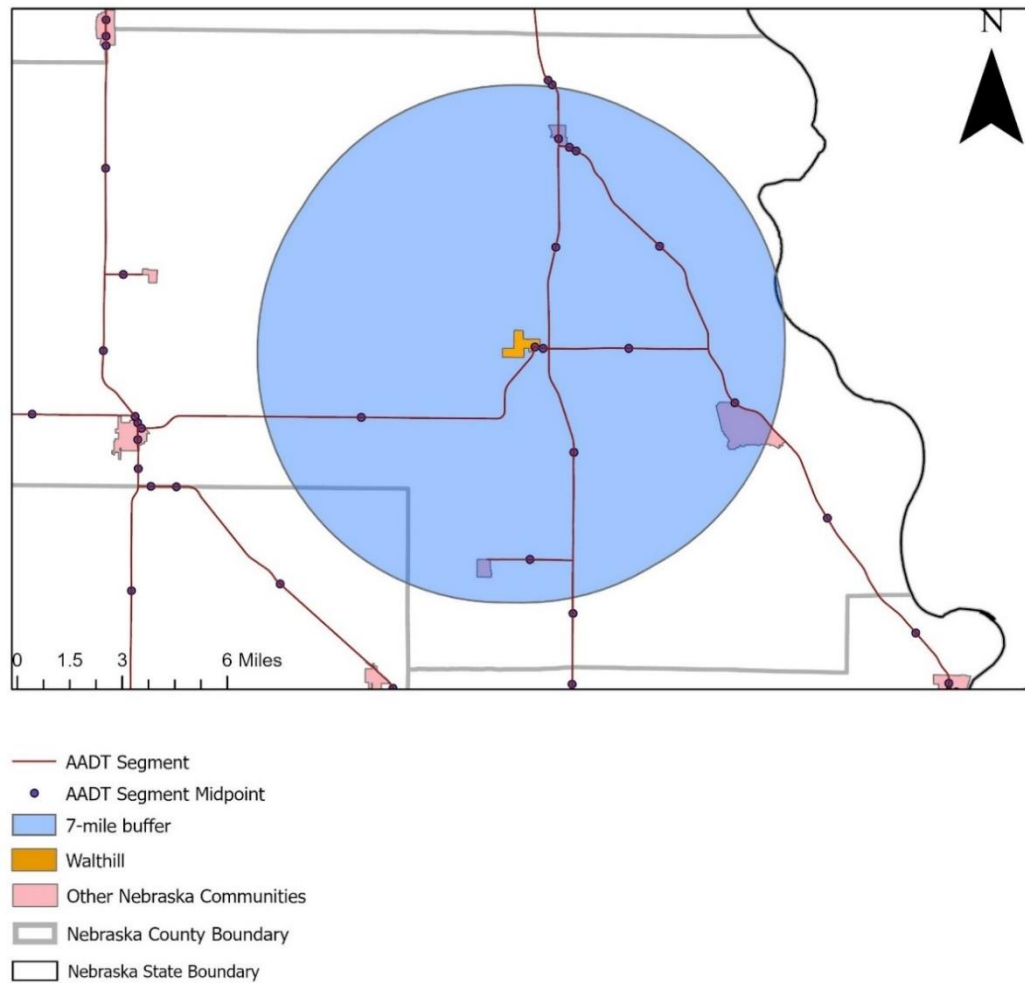 N
0 1.5 3 6 Miles
AADT Segment
AADT Segment Midpoint
7-mile buffer
Walthill
Other Nebraska Communities
Nebraska County Boundary
Nebraska State Boundary